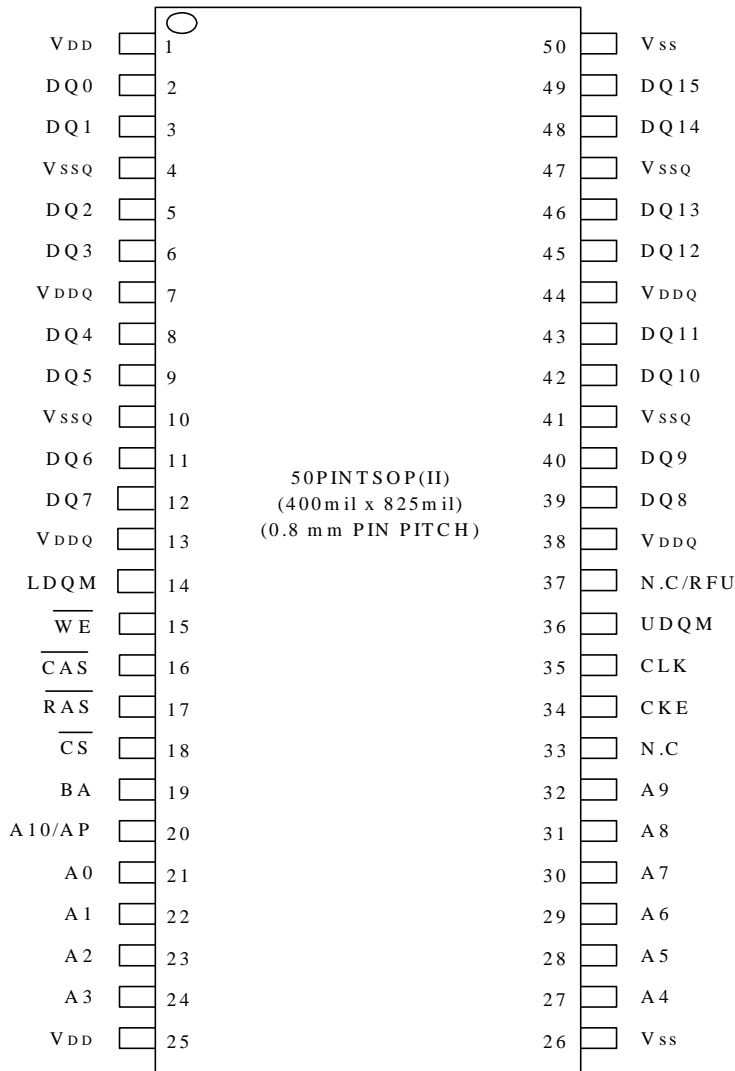 VDD 1 50 Vss
DQ0 2 49 DQ15
DQ1 3 48 DQ14
VSSQ 4 47 VSSQ
DQ2 5 46 DQ13
DQ3 6 45 DQ12
VDDQ 7 44 VDDQ
DQ4 8 43 DQ11
DQ5 9 42 DQ10
VSSQ 10 41 VSSQ
DQ6 11 40 DQ9
50PINTSOP(II)
DQ7 12 39 DQ8
(400mil x 825mil)
(0.8 mm PIN PITCH)
VDDQ 13 38 VDDQ
LDQM 14 37 N.C/RFU
W̅E̅ 15 36 UDQM
C̅A̅S̅ 16 35 CLK
R̅A̅S̅ 17 34 CKE
C̅S̅ 18 33 N.C
BA 19 32 A9
A10/AP 20 31 A8
A0 21 30 A7
A1 22 29 A6
A2 23 28 A5
A3 24 27 A4
VDD 25 26 Vss